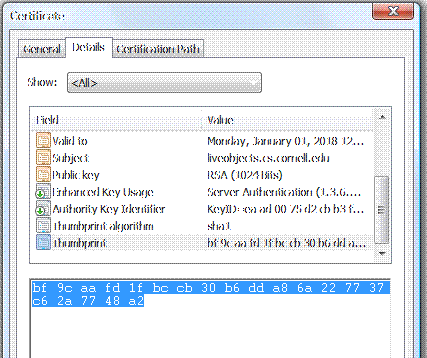 Certificate
General Details Certification Path
Show: <All>
Field Value
Valid to Monday, January 01, 2018 12...
Subject liveobjects.cs.cornell.edu
Public key RSA (1024 Bits)
Enhanced Key Usage Server Authentication (1.3.6....
Authority Key Identifier KeyID=ea ad 00 75 d2 cb b3 f...
Thumbprint algorithm sha1
Thumbprint bf 9c aa fd 1f bc cb 30 b6 dd a...
bf 9c aa fd 1f bc cb 30 b6 dd a8 6a 22 77 37
c6 2a 77 48 a2